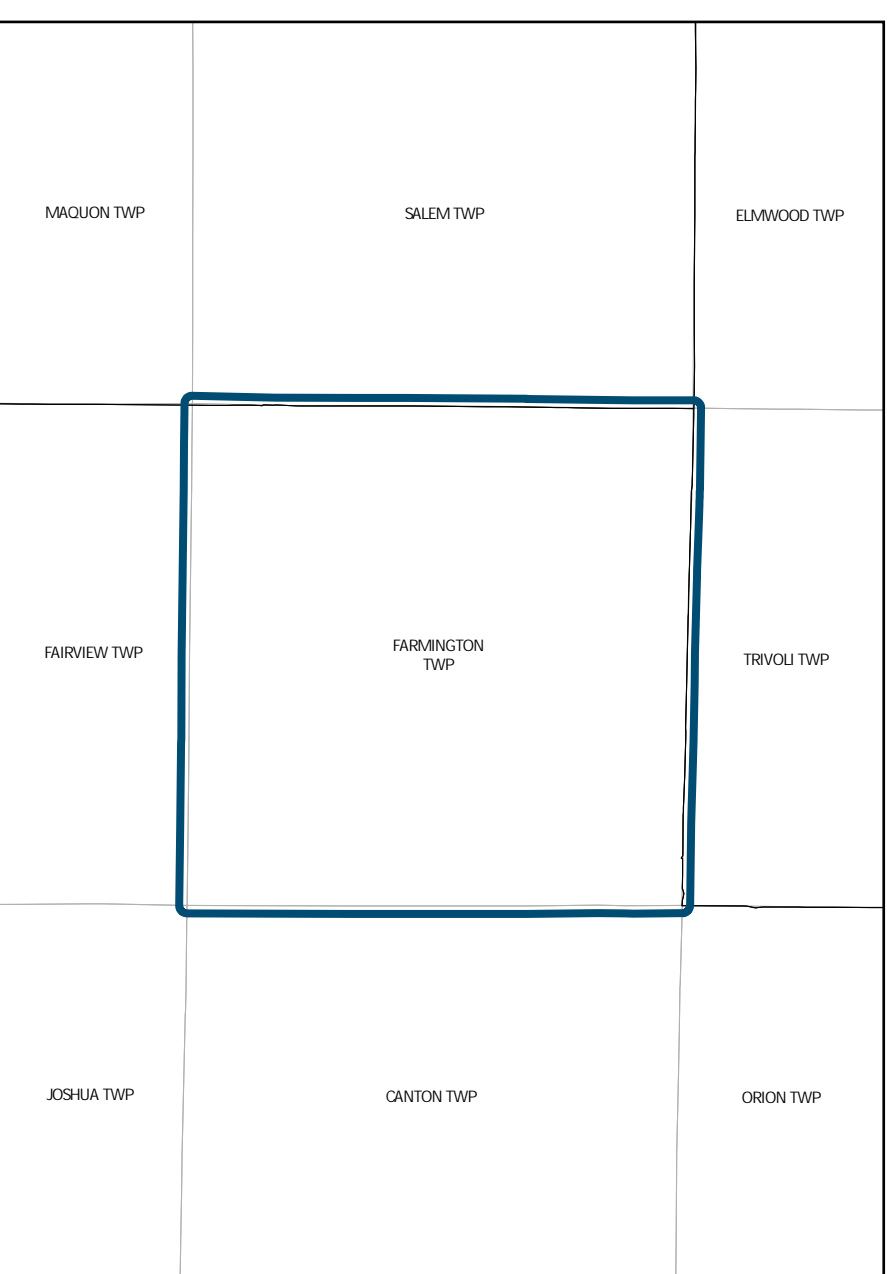 MAQUON TWP
SALEM TWP
ELMWOOD TWP
FAIRVIEW TWP
FARMINGTON
TWP
TRIVOLI TWP
JOSHUA TWP
CANTON TWP
ORION TWP